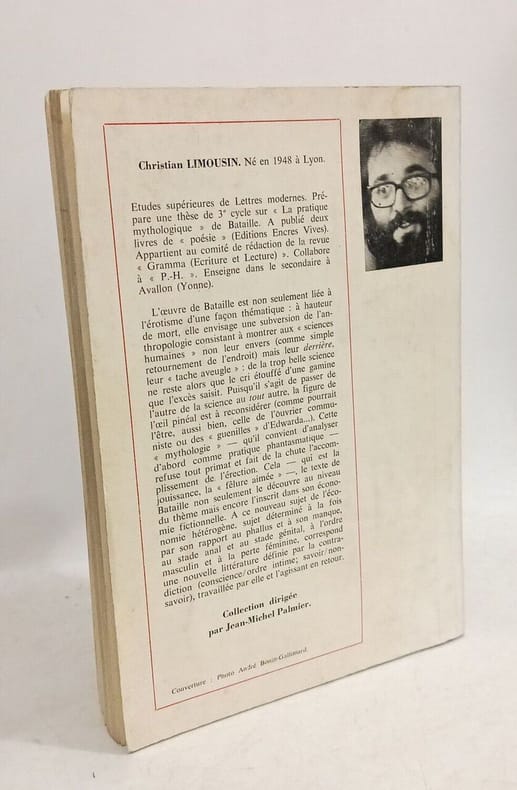 Christian LIMOUSIN. Né en 1948 à Lyon.
Etudes supérieures de Lettres modernes. Pré-
pare une thèse de 3e cycle sur « La pratique
mythologique » de Bataille. A publié deux
livres de « poésie » (Editions Encres Vives).
Appartient au comité de rédaction de la revue
« Gramma (Ecriture et Lecture) ». Collabore
à « P.-H. ». Enseigne dans le secondaire à
Avallon (Yonne).
L'œuvre de Bataille est non seulement liée à
l'érotisme d'une façon thématique : à hauteur
de mort, elle envisage une subversion de l'an-
thropologie consistant à montrer aux « sciences
humaines » non leur envers (comme simple
retournement de l'endroit) mais leur derrière,
leur « tache aveugle » : de la trop belle science
ne reste alors que le cri étouffé d'une gamine
que l'excès saisit. Puisqu'il s'agit de passer de
l'autre de la science au tout autre, la figure de
l'œil pinéal est à reconsidérer (comme pourrait
l'être, aussi bien, celle de l'ouvrier commu-
niste ou des « guenilles » d'Edwarda...). Cette
« mythologie » — qu'il convient d'analyser
d'abord comme pratique phantasmatique —
refuse tout primat et fait de la chute l'accom-
plissement de l'érection. Cela — qui est la
jouissance, la « fêlure aimée » —, le texte de
Bataille non seulement le découvre au niveau
du thème mais encore l'inscrit dans son écono-
mie fictionnelle. A ce nouveau sujet de l'éco-
nomie hétérogène, sujet déterminé à la fois
par son rapport au phallus et à son manque,
au stade anal et au stade génital, à l'ordre
masculin et à la perte féminine, correspond
une nouvelle littérature définie par la contra-
diction (conscience/ordre intime; savoir/non-
savoir), travaillée par elle et l'agissant en retour.
Collection dirigée
par Jean-Michel Palmier.
Couverture : Photo André Bonin-Gallimard.